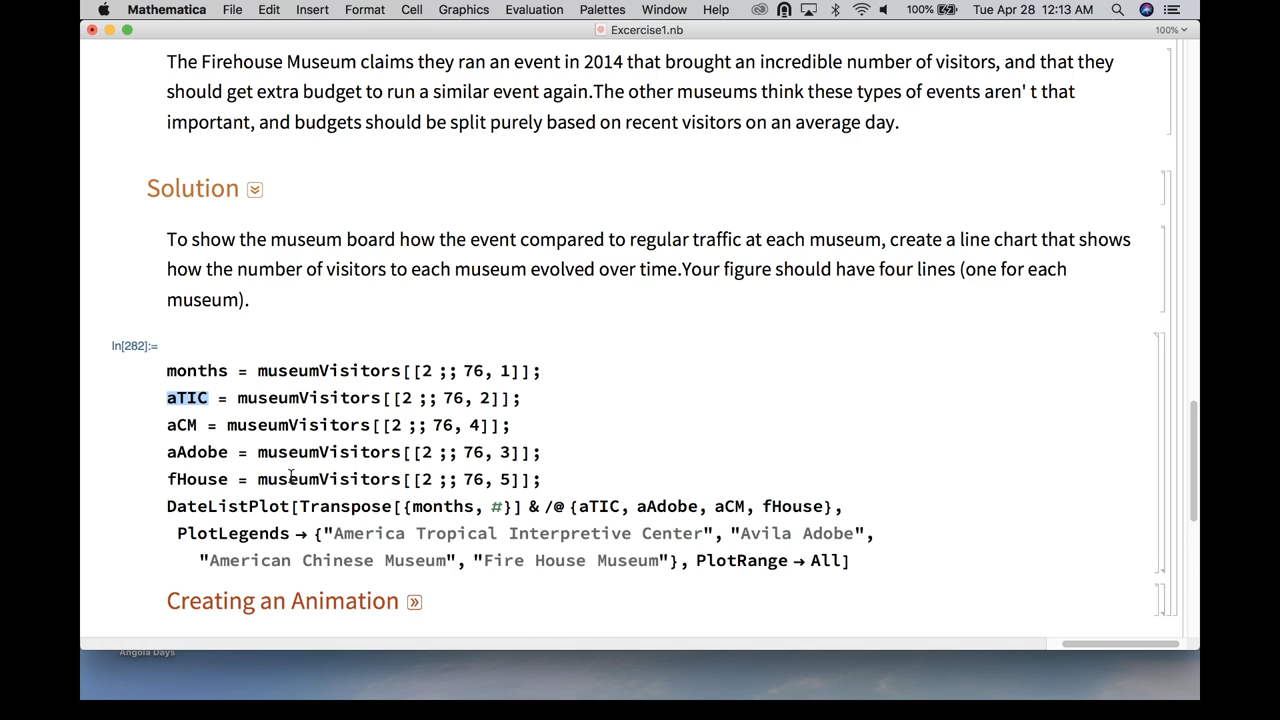 Mathematica File Edit Insert Format Cell Graphics Evaluation Palettes Window Help 100% Tue Apr 28 12:13 AM
Excercise1.nb 100%
The Firehouse Museum claims they ran an event in 2014 that brought an incredible number of visitors, and that they
should get extra budget to run a similar event again.The other museums think these types of events aren' t that
important, and budgets should be split purely based on recent visitors on an average day.
Solution
To show the museum board how the event compared to regular traffic at each museum, create a line chart that shows
how the number of visitors to each museum evolved over time.Your figure should have four lines (one for each
museum).
In[282]:=
months = museumVisitors[[2 ;; 76, 1]];
aTIC = museumVisitors[[2 ;; 76, 2]];
aCM = museumVisitors[[2 ;; 76, 4]];
aAdobe = museumVisitors[[2 ;; 76, 3]];
fHouse = museumVisitors[[2 ;; 76, 5]];
DateListPlot[Transpose[{months, #}] & /@ {aTIC, aAdobe, aCM, fHouse},
PlotLegends → {"America Tropical Interpretive Center", "Avila Adobe",
"American Chinese Museum", "Fire House Museum"}, PlotRange → All]
Creating an Animation
Angola Days